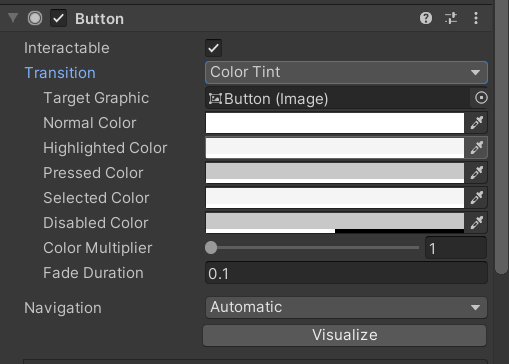 Button
Interactable
Transition Color Tint
Target Graphic Button (Image)
Normal Color
Highlighted Color
Pressed Color
Selected Color
Disabled Color
Color Multiplier 1
Fade Duration 0.1
Navigation Automatic
Visualize